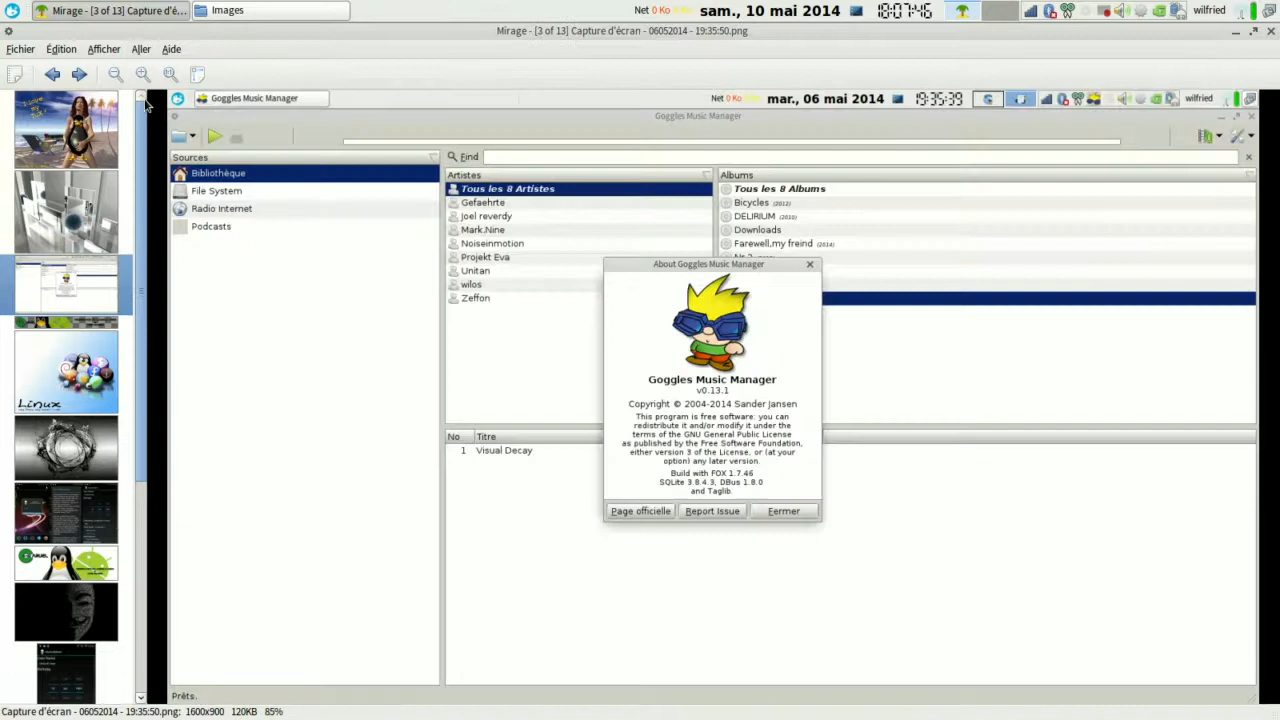 Mirage - [3 of 13] Capture d'é...
Images
Net 0 Ko
sam., 10 mai 2014
10:07:46
wilfried
Mirage - [3 of 13] Capture d'écran - 06052014 - 19:35:50.png
Fichier Édition Afficher Aller Aide
Goggles Music Manager
Net 0 Ko
mar., 06 mai 2014
19:35:39
wilfried
Goggles Music Manager
Sources
Bibliothèque
File System
Radio Internet
Podcasts
Find
Artistes
Tous les 8 Artistes
Gefaehrte
Joel reverdy
Mark.Nine
Noiseinmotion
Projekt Eva
Unitan
wilos
Zeffon
Albums
Tous les 8 Albums
Bicycles (2012)
DELIRIUM (2010)
Downloads
Farewell,my freind (2014)
About Goggles Music Manager
Goggles Music Manager
v0.13.1
Copyright © 2004-2014 Sander Jansen
This program is free software: you can
redistribute it and/or modify it under the
terms of the GNU General Public License
as published by the Free Software Foundation,
either version 3 of the License, or (at your
option) any later version.
Build with FOX 1.7.46
SQLite 3.8.4.3, DBus 1.8.0
and Taglib.
Page officielle Report Issue Fermer
No Titre
1 Visual Decay
Prêts.
I love
my
Linux
Capture d'écran - 06052014 - 19:35:50.png: 1600x900 120KB 85%